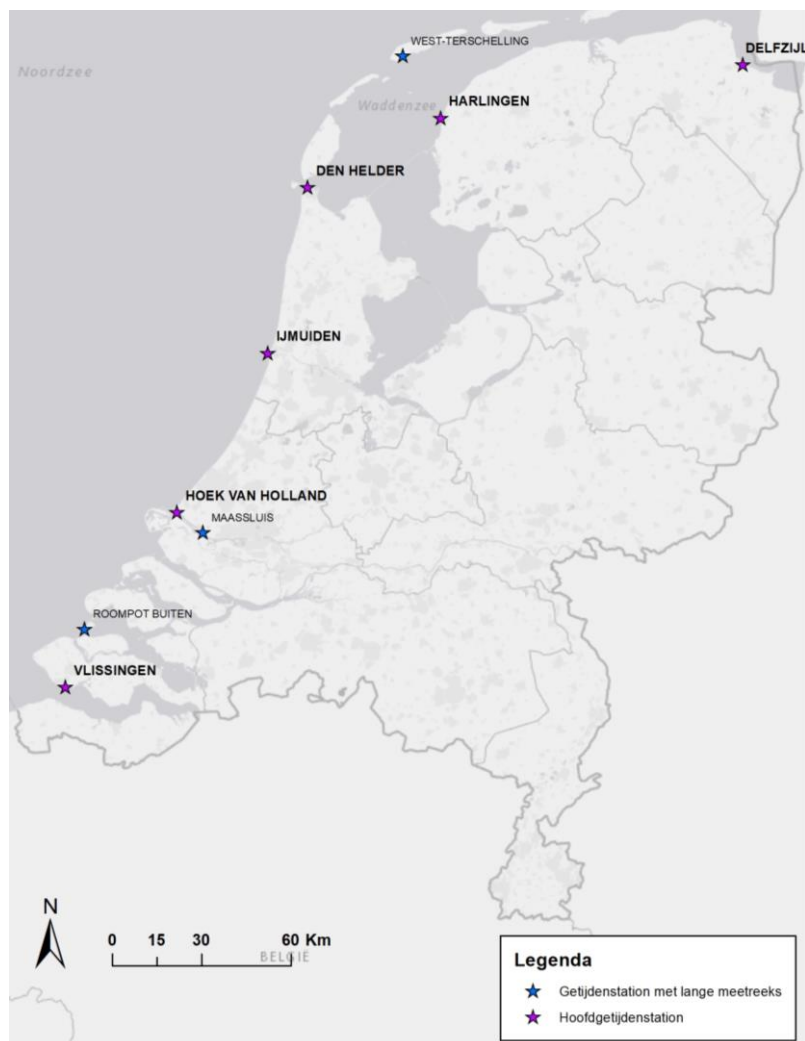 WEST-TERSCHELLING
DELFZIJL
Noordzee
Waddenzee
HARLINGEN
DEN HELDER
IJMUIDEN
HOEK VAN HOLLAND
MAASSLUIS
ROOMPOT BUITEN
VLISSINGEN
N
0 15 30 60 Km
BELGIE
Legenda
Getijdenstation met lange meetreeks
Hoofdgetijdenstation